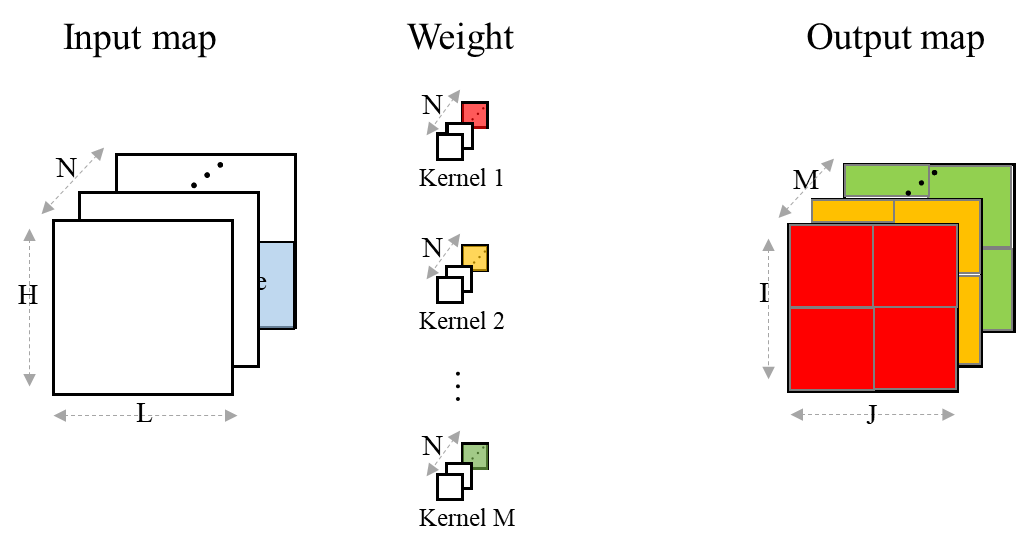 Input map
Weight
Output map
N
H
L
N
Kernel 1
N
Kernel 2
N
Kernel M
M
J